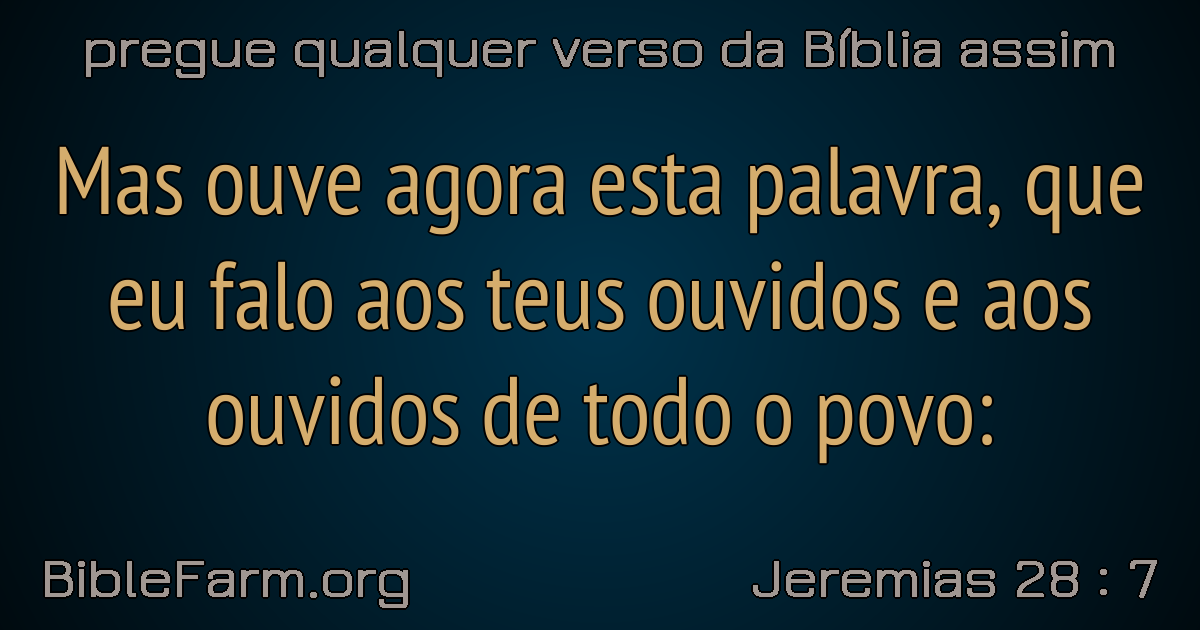 pregue qualquer verso da Bíblia assim
Mas ouve agora esta palavra, que
eu falo aos teus ouvidos e aos
ouvidos de todo o povo:
BibleFarm.org
Jeremias 28 : 7